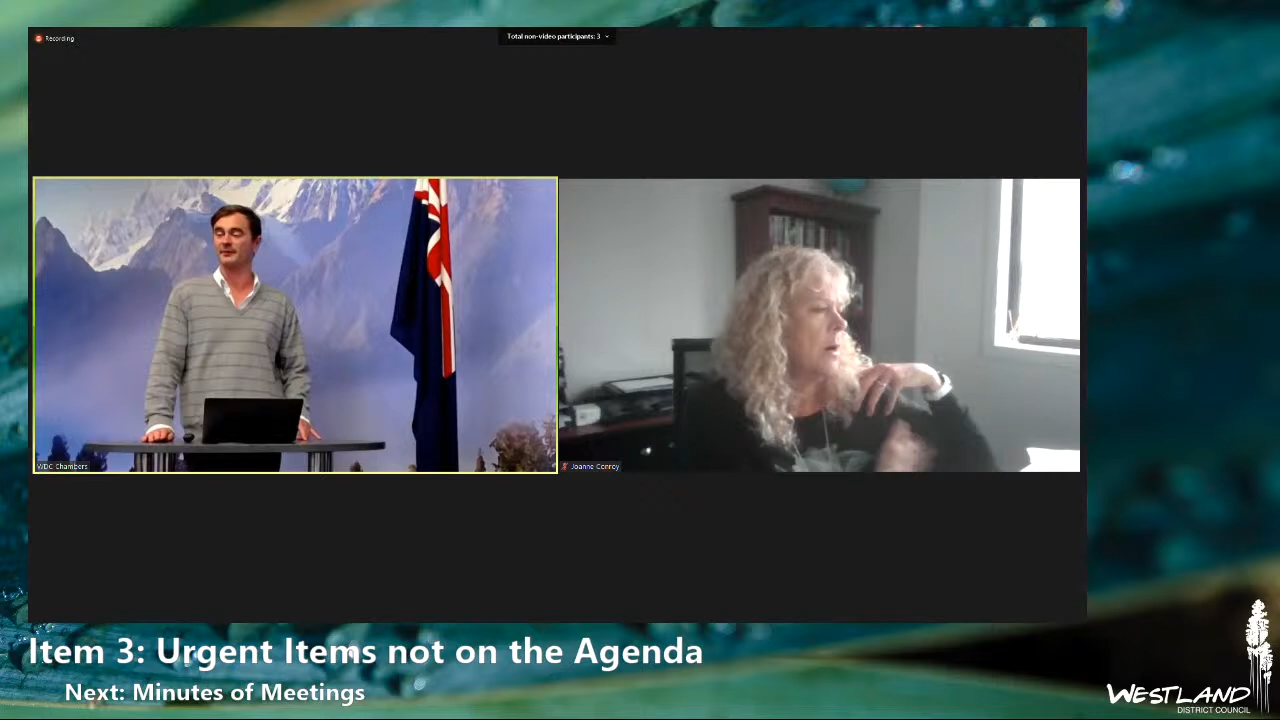 Recording
Total non-video participants: 3
WDC Chambers
Joanne Conroy
Item 3: Urgent Items not on the Agenda
Next: Minutes of Meetings
WESTLAND
DISTRICT COUNCIL